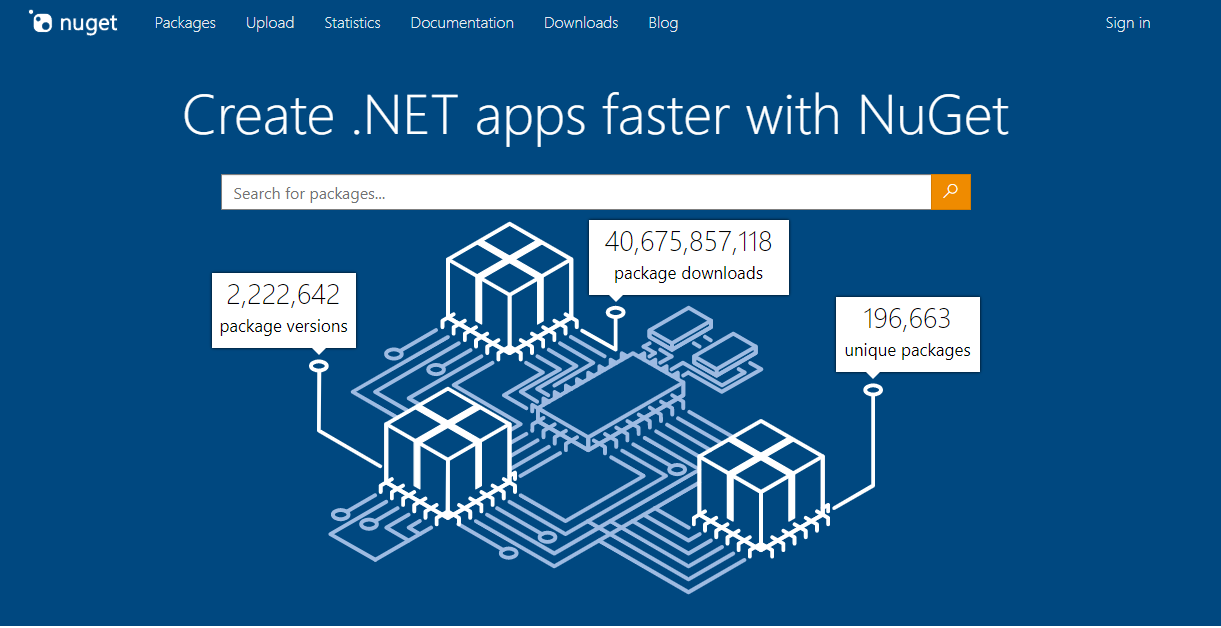 nuget
Packages
Upload
Statistics
Documentation
Downloads
Blog
Sign in
Create .NET apps faster with NuGet
Search for packages...
40,675,857,118
package downloads
2,222,642
package versions
196,663
unique packages